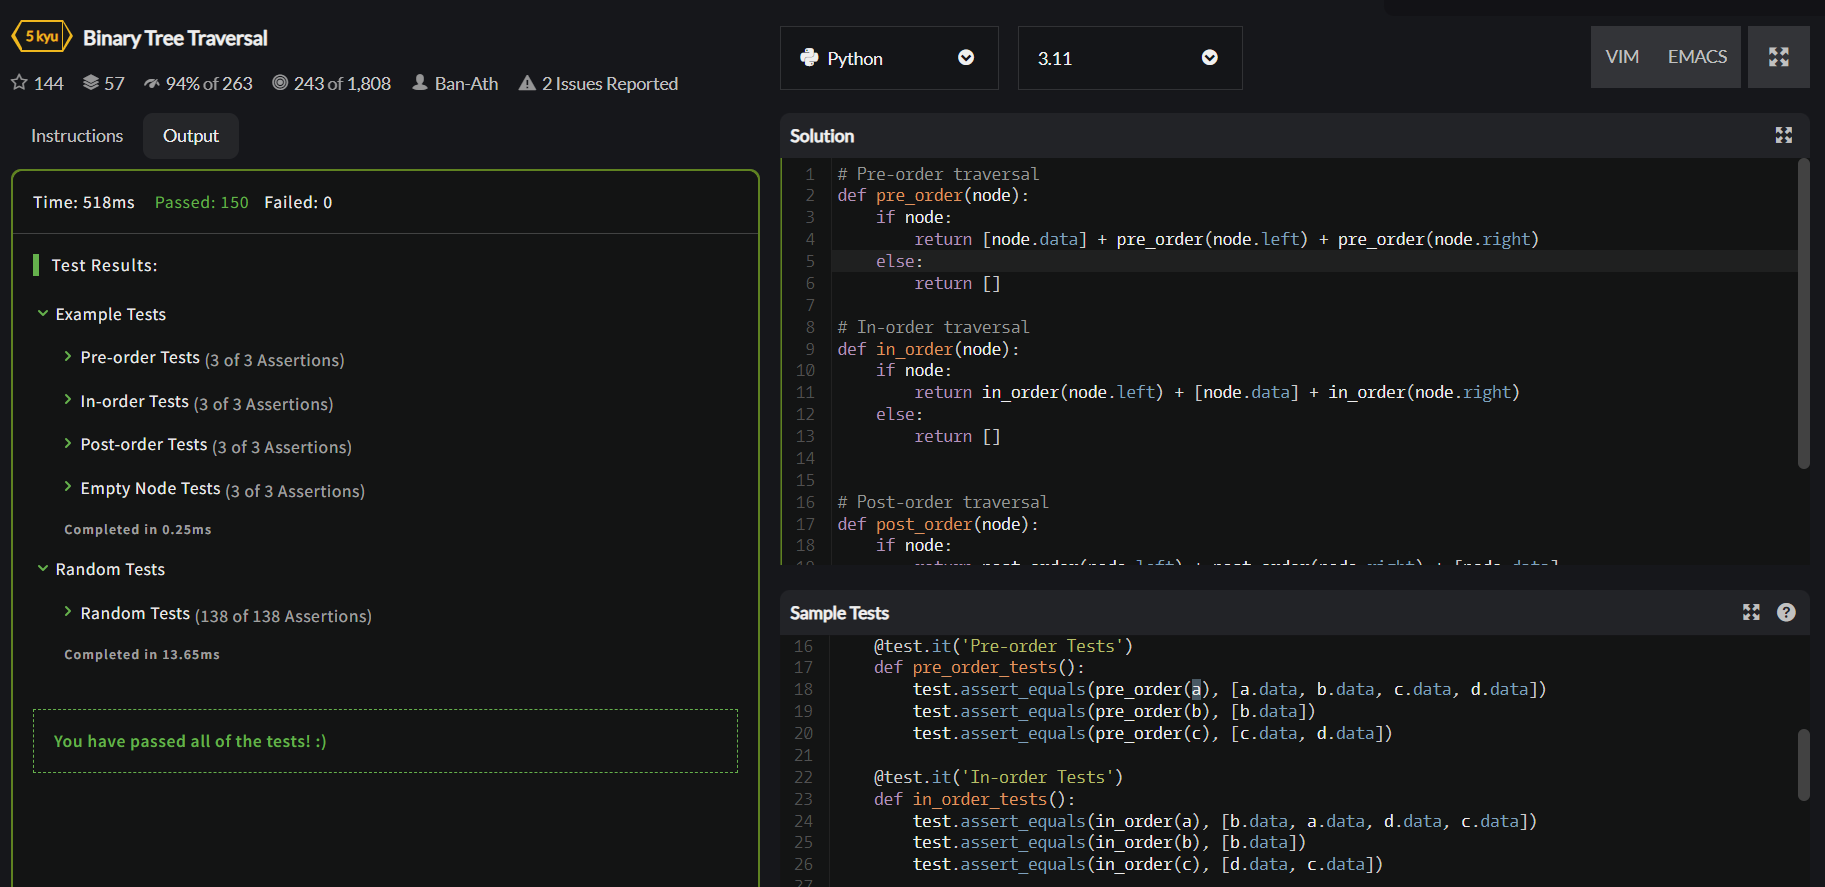 5 kyu Binary Tree Traversal
144 57 94% of 263 243 of 1,808 Ban-Ath 2 Issues Reported
Instructions Output
Time: 518ms Passed: 150 Failed: 0
Test Results:
Example Tests
Pre-order Tests (3 of 3 Assertions)
In-order Tests (3 of 3 Assertions)
Post-order Tests (3 of 3 Assertions)
Empty Node Tests (3 of 3 Assertions)
Completed in 0.25ms
Random Tests
Random Tests (138 of 138 Assertions)
Completed in 13.65ms
You have passed all of the tests! :)
Python 3.11 VIM EMACS
Solution
1 # Pre-order traversal
2 def pre_order(node):
3     if node:
4         return [node.data] + pre_order(node.left) + pre_order(node.right)
5     else:
6         return []
7
8 # In-order traversal
9 def in_order(node):
10     if node:
11         return in_order(node.left) + [node.data] + in_order(node.right)
12     else:
13         return []
14
15
16 # Post-order traversal
17 def post_order(node):
18     if node:
19         return post_order(node.left) + post_order(node.right) + [node.data]
Sample Tests
?
16     @test.it('Pre-order Tests')
17     def pre_order_tests():
18         test.assert_equals(pre_order(a), [a.data, b.data, c.data, d.data])
19         test.assert_equals(pre_order(b), [b.data])
20         test.assert_equals(pre_order(c), [c.data, d.data])
21
22     @test.it('In-order Tests')
23     def in_order_tests():
24         test.assert_equals(in_order(a), [b.data, a.data, d.data, c.data])
25         test.assert_equals(in_order(b), [b.data])
26         test.assert_equals(in_order(c), [d.data, c.data])
27